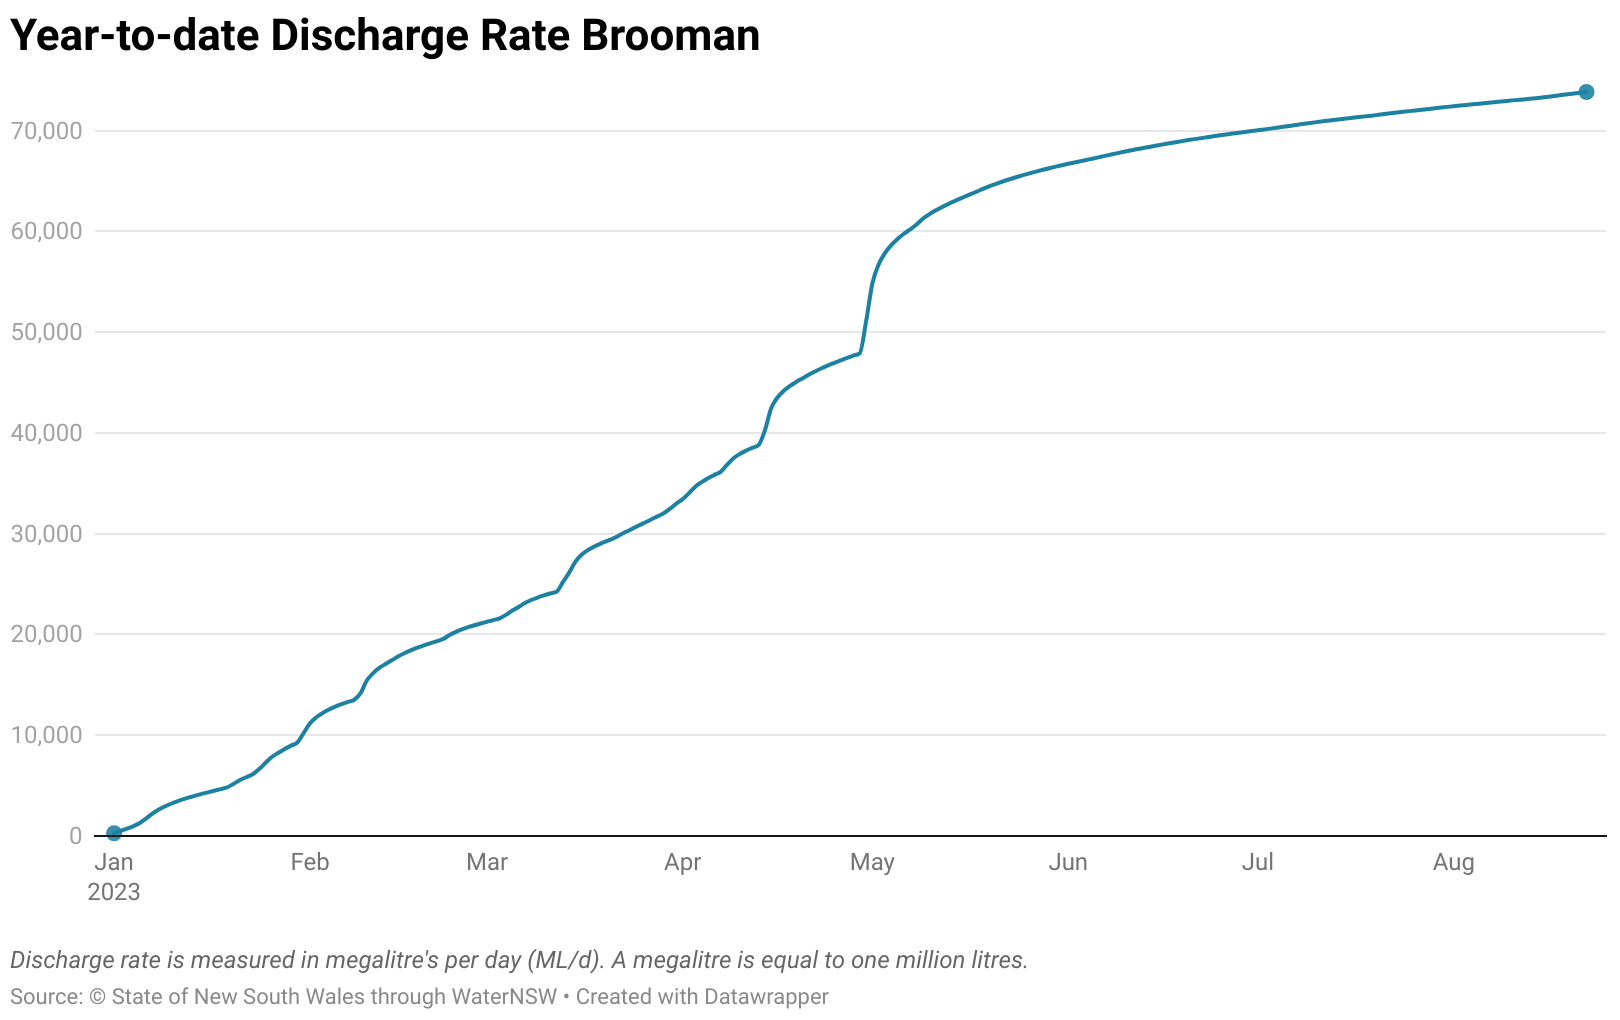 Year-to-date Discharge Rate Brooman
70,000
60,000
50,000
40,000
30,000
20,000
10,000
0
Jan Feb Mar Apr May Jun Jul Aug
2023
Discharge rate is measured in megalitre's per day (ML/d). A megalitre is equal to one million litres.
Source: © State of New South Wales through WaterNSW • Created with Datawrapper